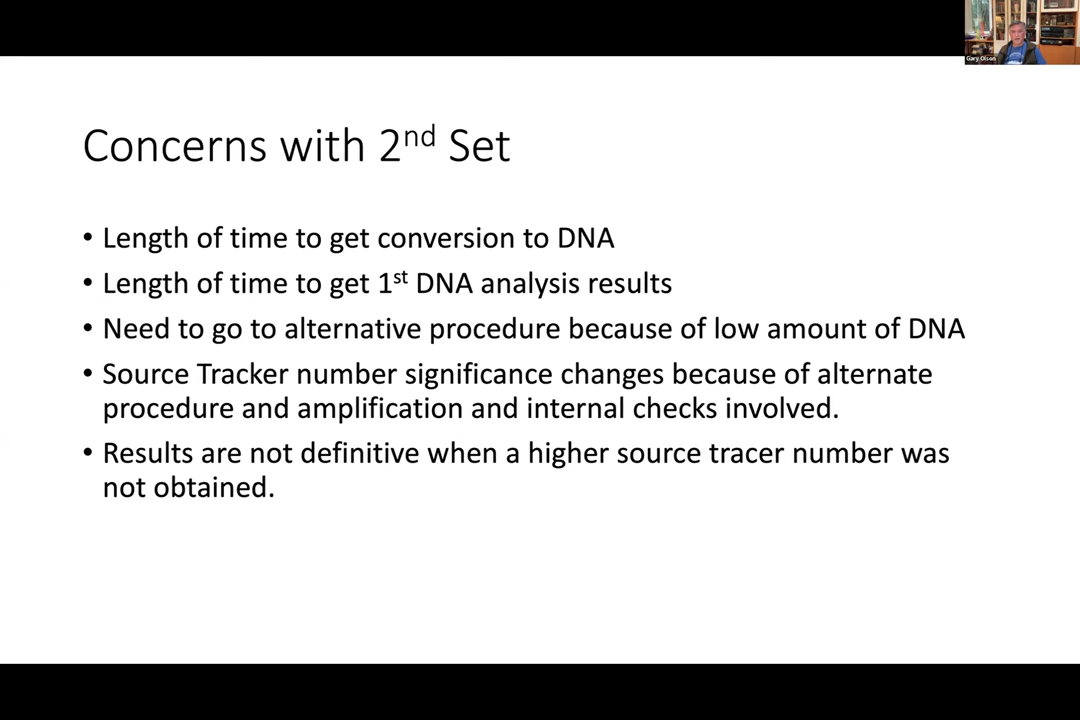 Gary Olson
Concerns with 2nd Set
• Length of time to get conversion to DNA
• Length of time to get 1st DNA analysis results
• Need to go to alternative procedure because of low amount of DNA
• Source Tracker number significance changes because of alternate
procedure and amplification and internal checks involved.
• Results are not definitive when a higher source tracer number was
not obtained.